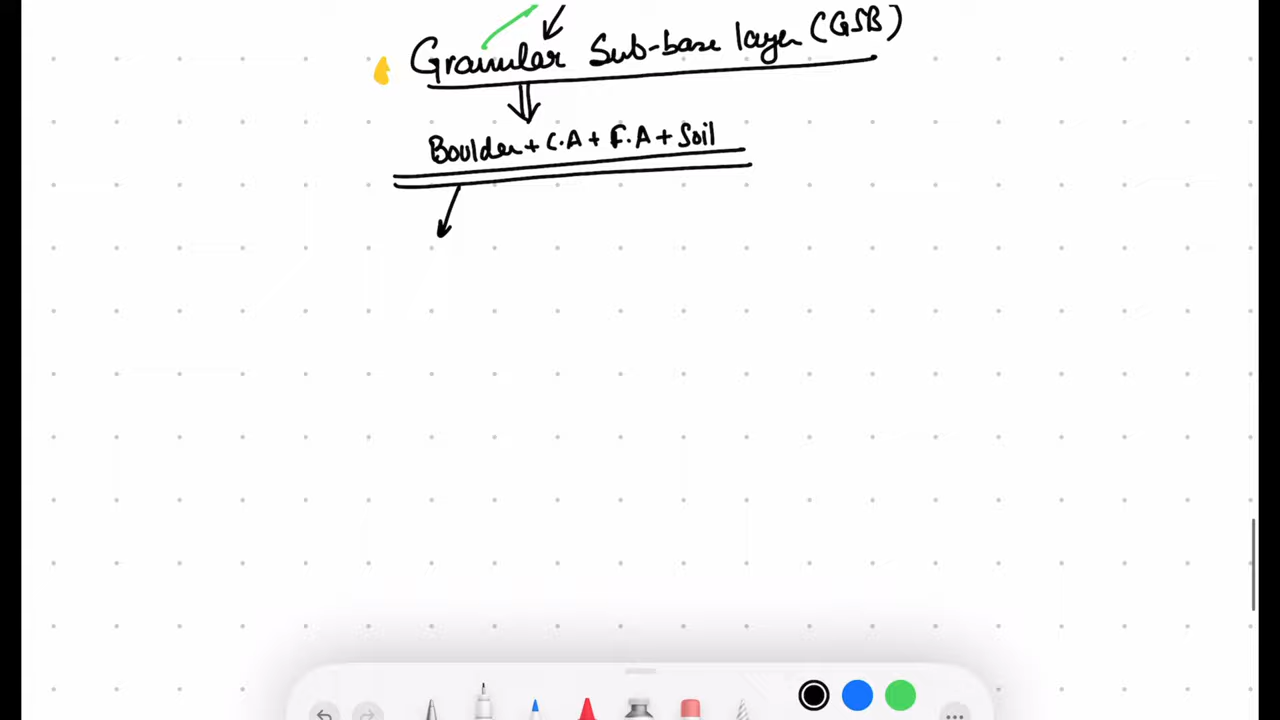 Granular Sub-base layer (GSB)
Boulder + C.A + F.A + Soil